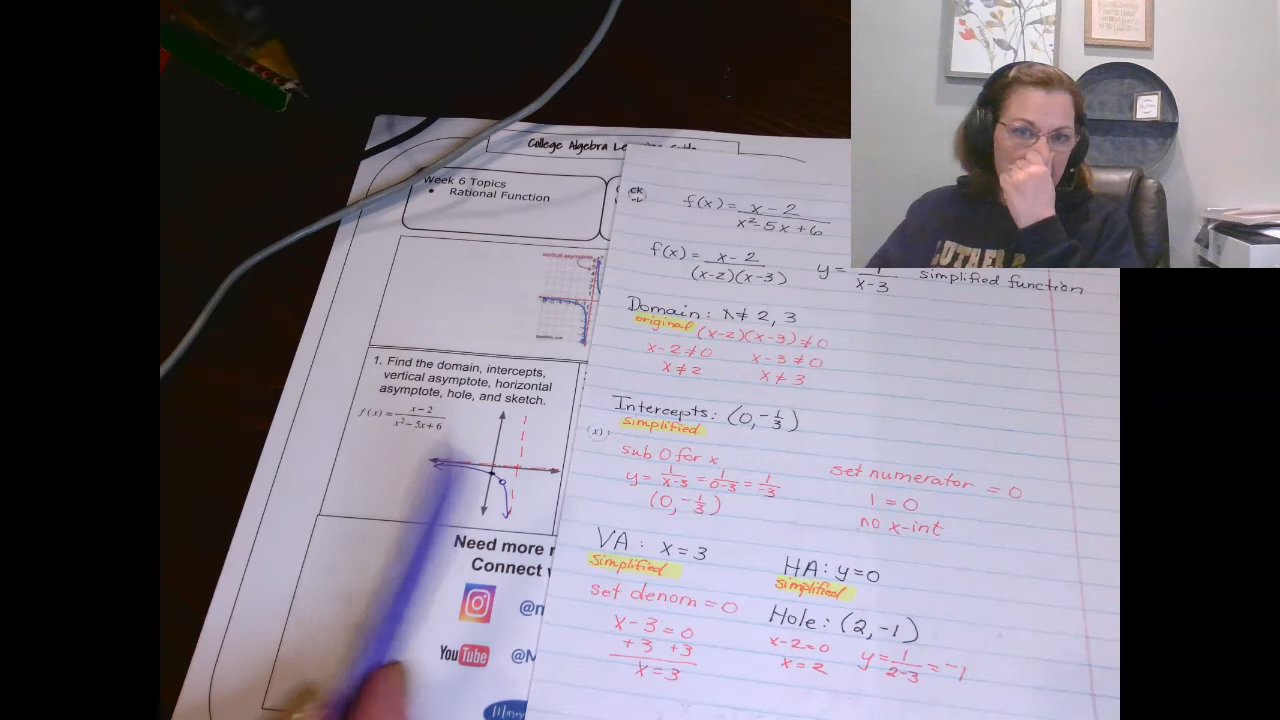 College Algebra
Week 6 Topics
• Rational Function
vertical asymptote
1. Find the domain, intercepts,
vertical asymptote, horizontal
asymptote, hole, and sketch.
f(x) = x-2 / x²-5x+6
Need more
Connect
YouTube
f(x) = x-2 / x²-5x+6
f(x) = x-2 / (x-2)(x-3) y = 1 / x-3 simplified function
Domain: x≠2, 3
original (x-2)(x-3)≠0
x-2≠0 x-3≠0
x≠2 x≠3
Intercepts: (0,-1/3)
simplified
(x)
sub 0 for x
y = 1/x-3 = 1/0-3 = 1/-3
(0,-1/3)
set numerator = 0
1 = 0
no x-int
VA: x=3
Simplified
set denom = 0
x-3=0
+3 +3
x=3
HA: y=0
simplified
Hole: (2,-1)
x-2=0
x=2
y = 1/2-3 = -1
LUTHER